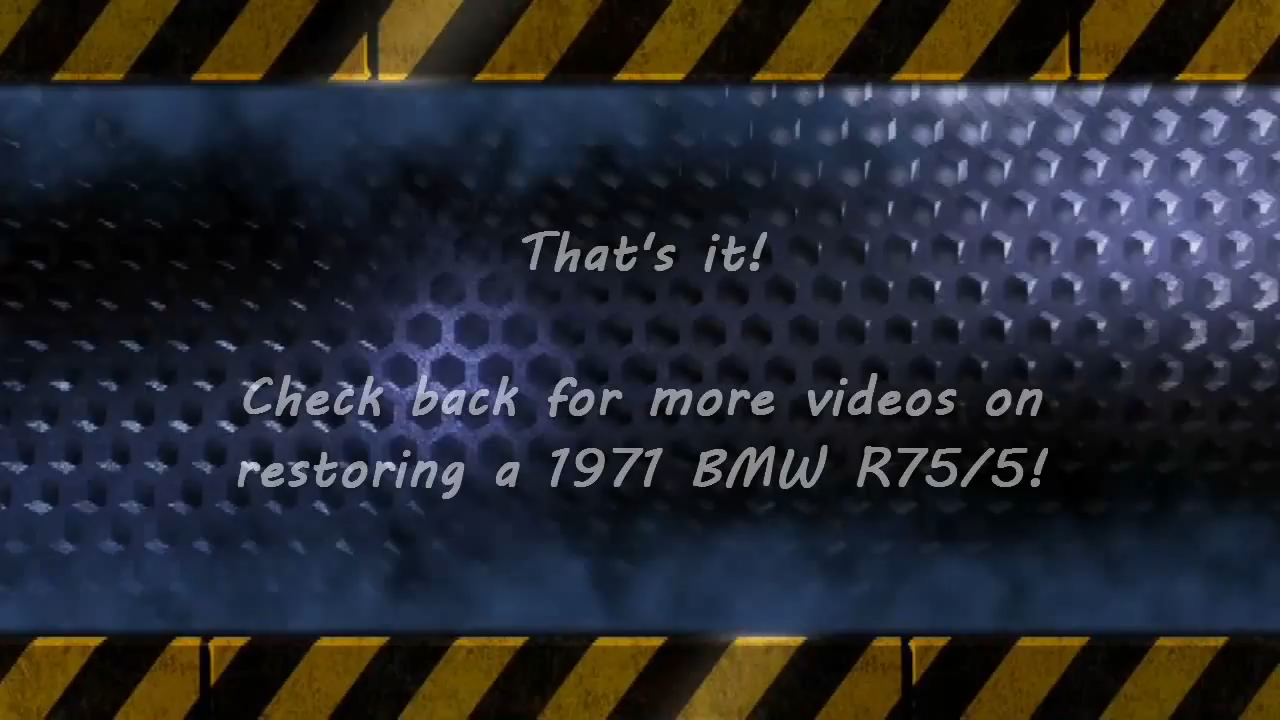 That's it!
Check back for more videos on
restoring a 1971 BMW R75/5!